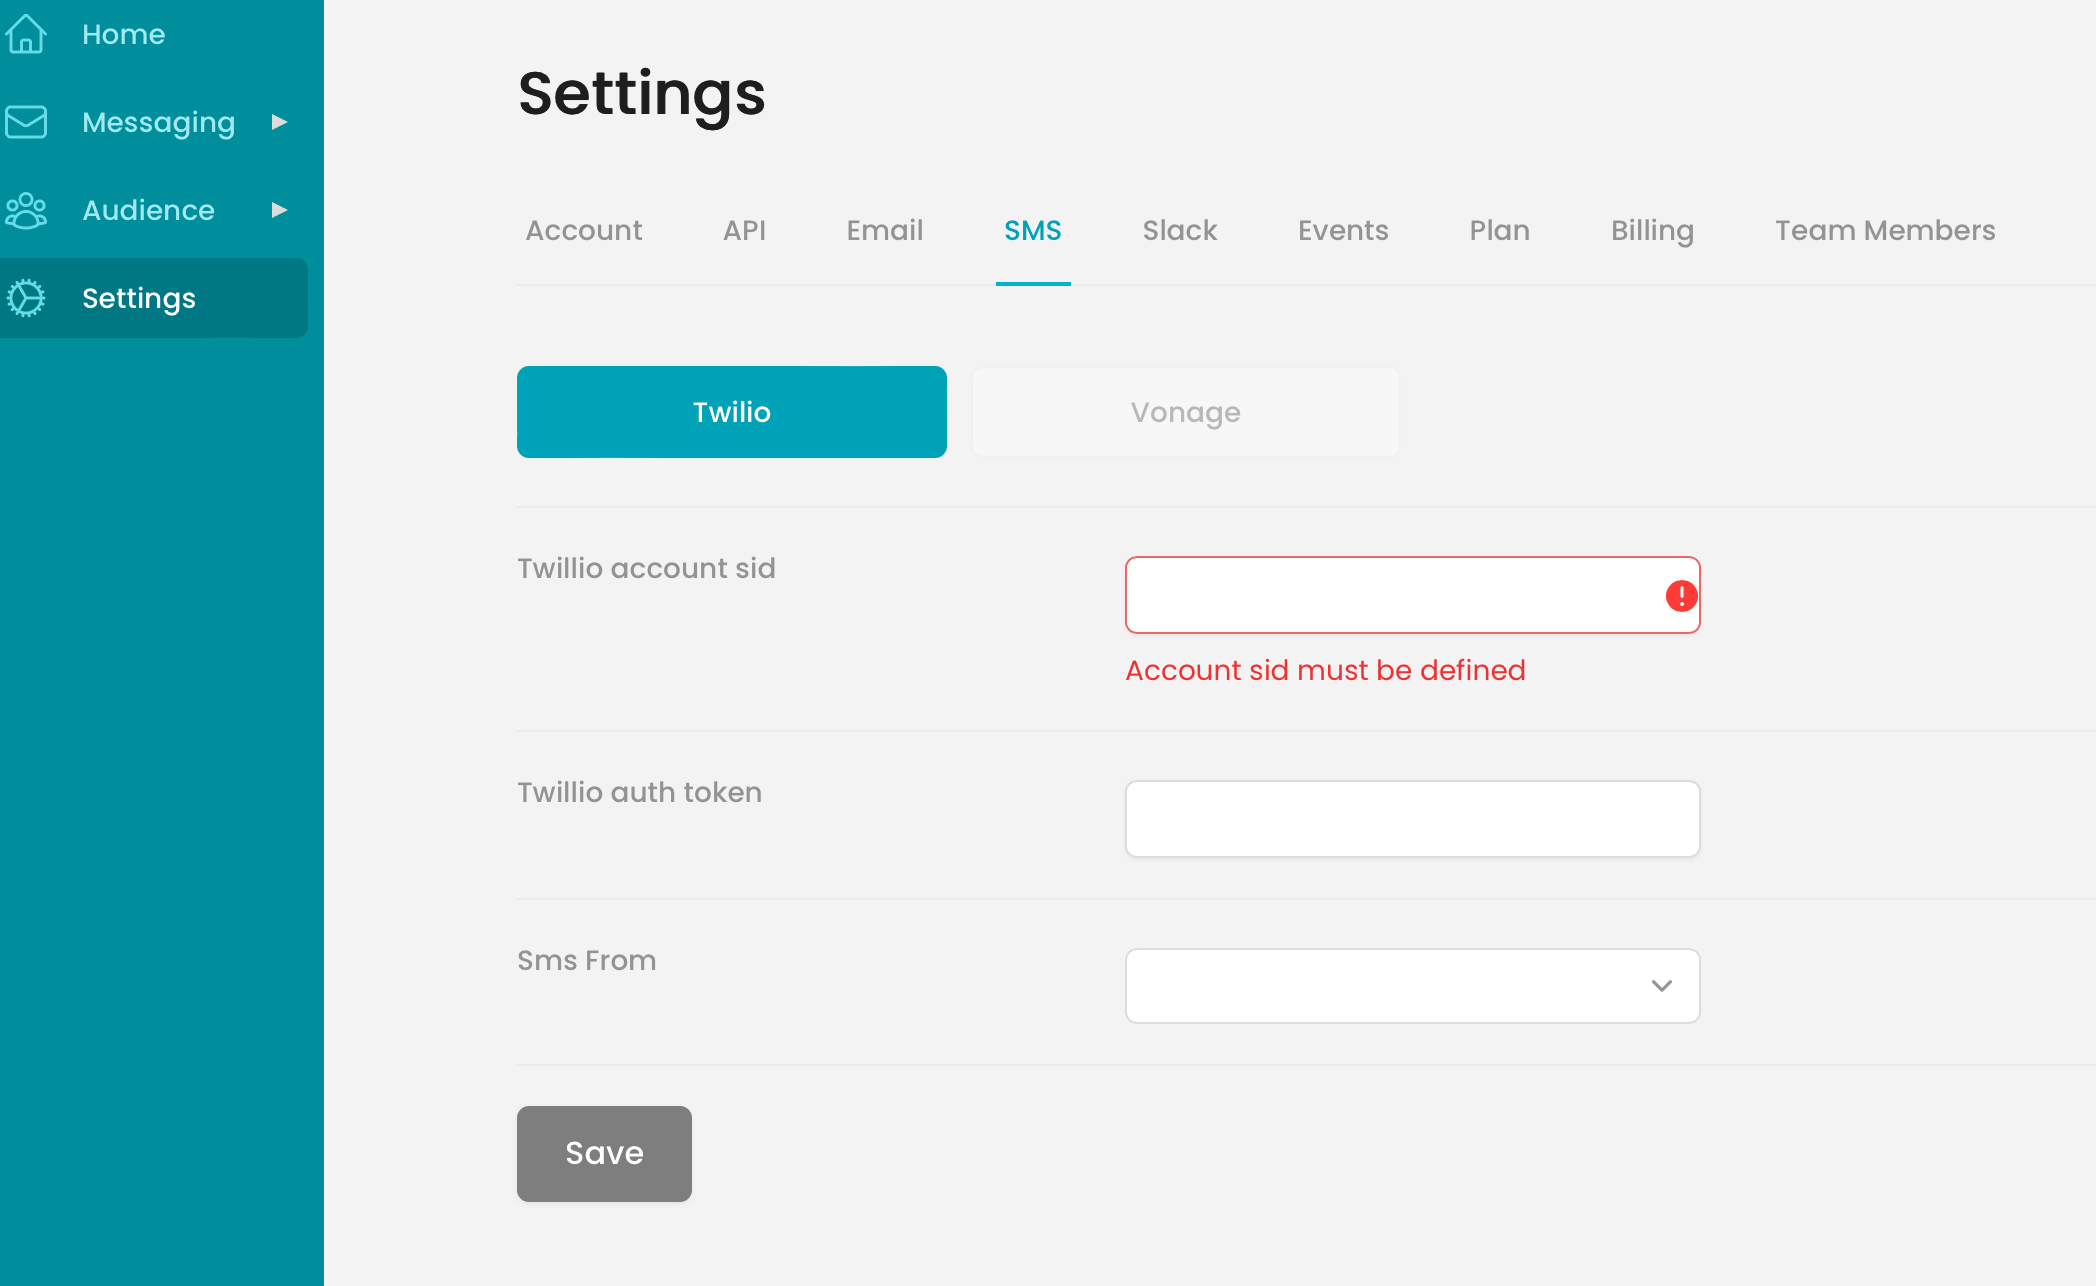 Home
Messaging
Audience
Settings
Settings
Account API Email SMS Slack Events Plan Billing Team Members
Twilio Vonage
Twillio account sid
Account sid must be defined
Twillio auth token
Sms From
Save